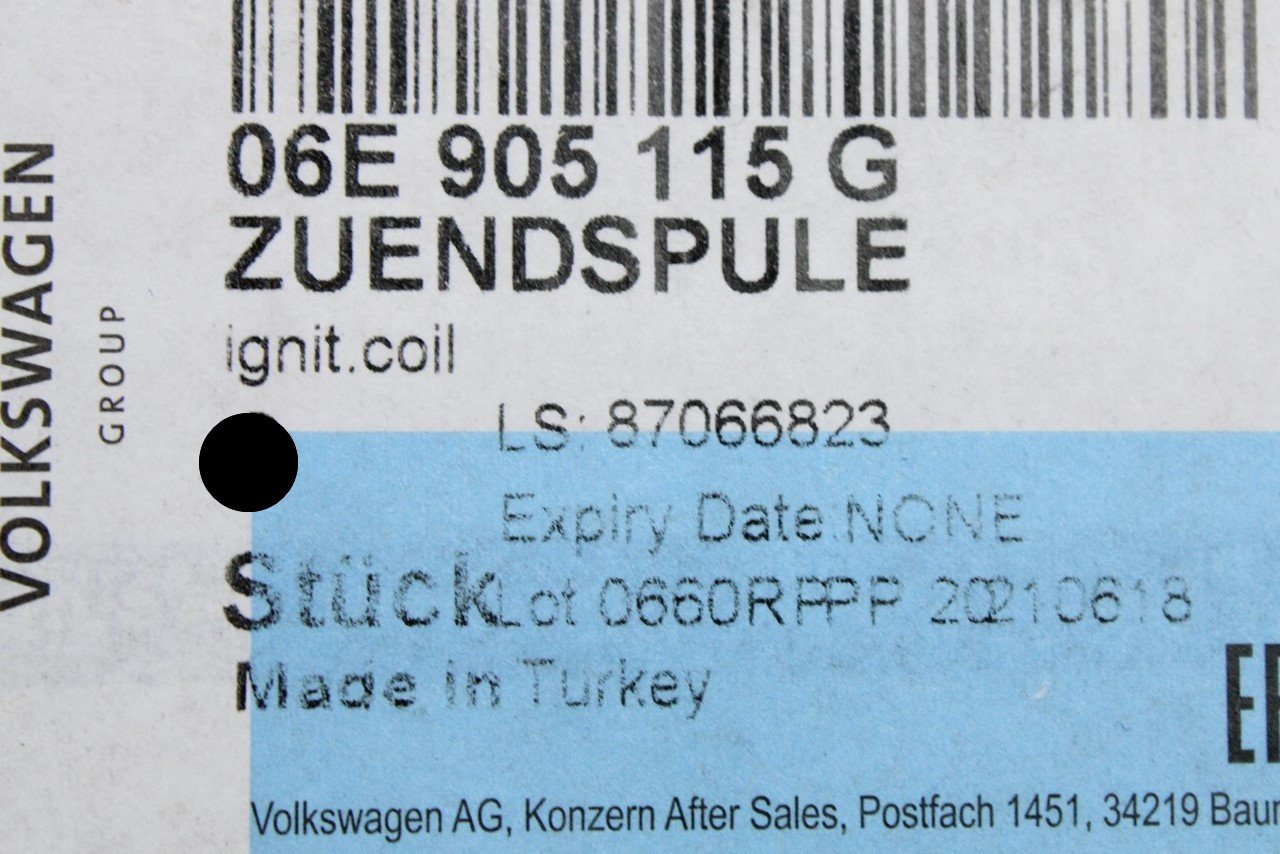 VOLKSWAGEN
GROUP
06E 905 115 G
ZUENDSPULE
ignit.coil
LS: 87066823
Expiry Date:NONE
Stück
Lot 0660RPPP 20210618
Made in Turkey
Volkswagen AG, Konzern After Sales, Postfach 1451, 34219